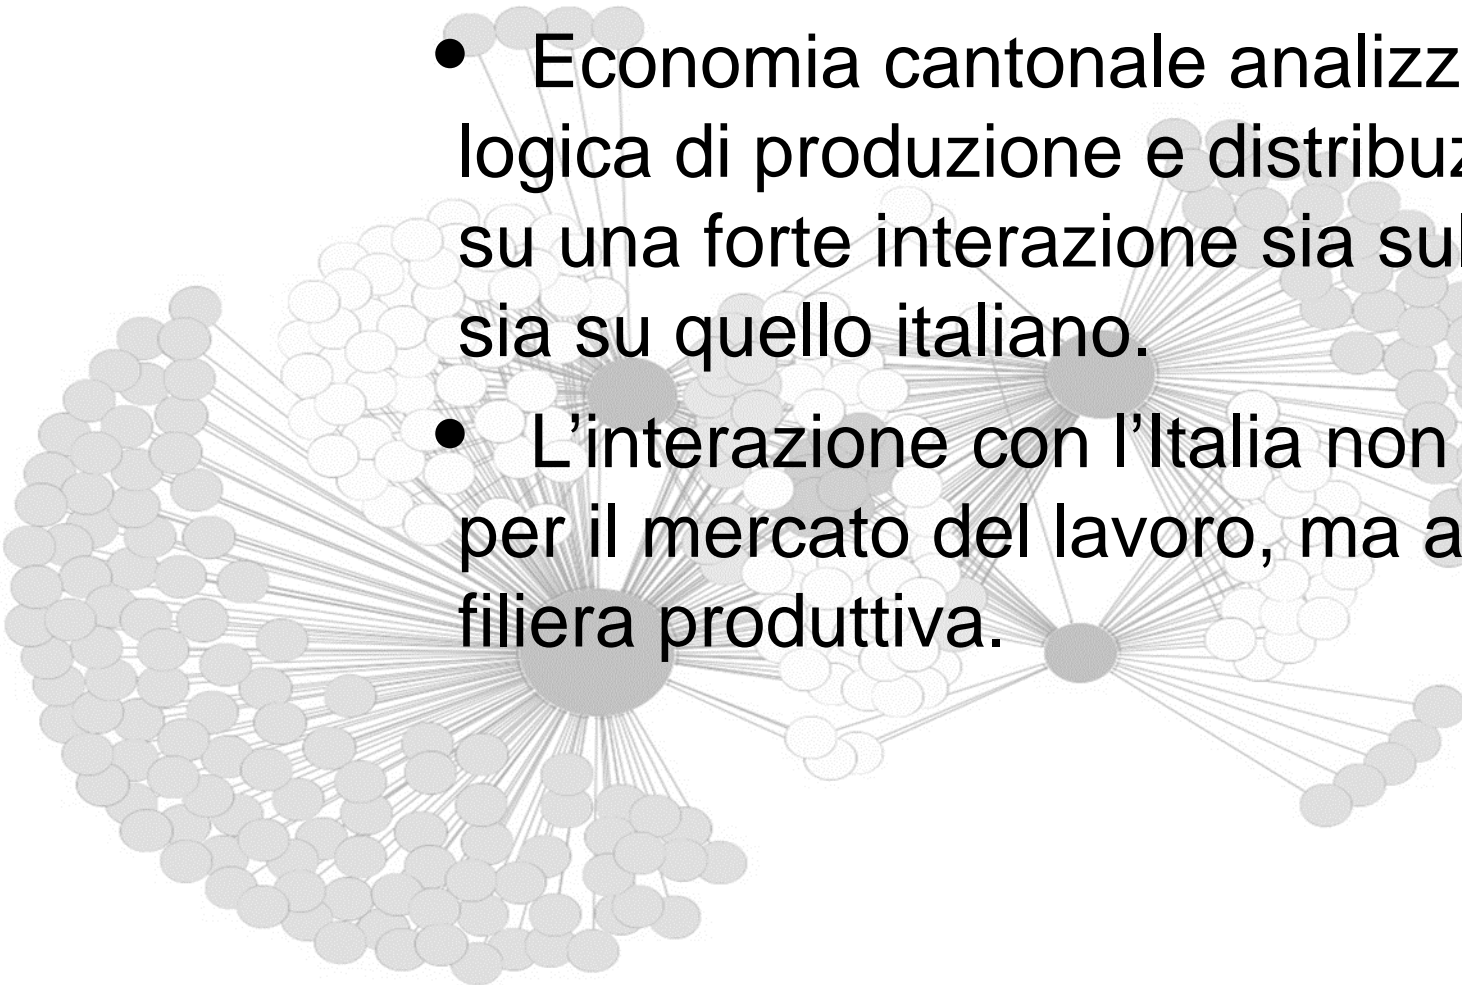 • Economia cantonale analizz
logica di produzione e distribuz
su una forte interazione sia sul
sia su quello italiano.
• L’interazione con l’Italia non
per il mercato del lavoro, ma a
filiera produttiva.